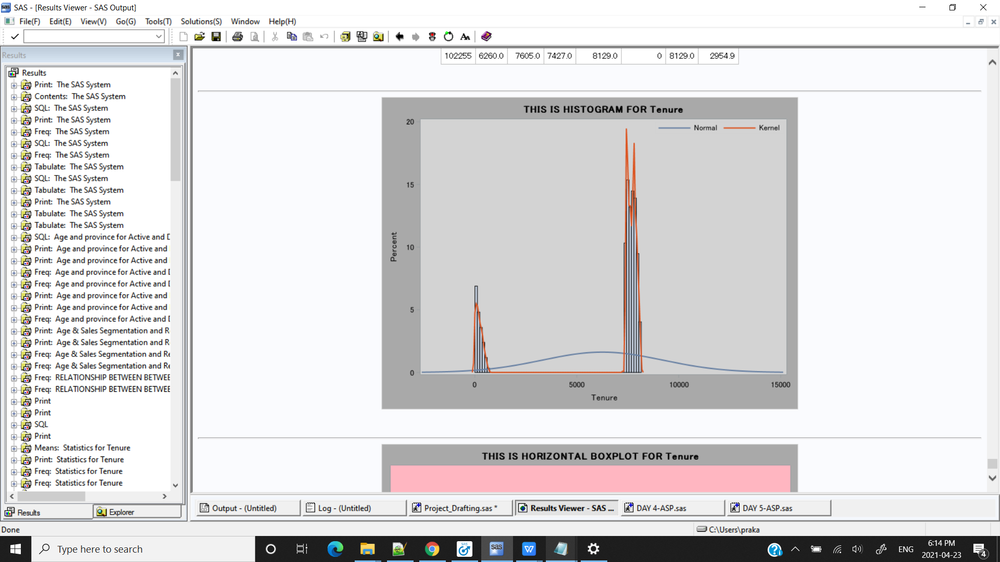 SAS - [Results Viewer - SAS Output]
File(F) Edit(E) View(V) Go(G) Tools(T) Solutions(S) Window Help(H)
Results
Results
Print: The SAS System
Contents: The SAS System
SQL: The SAS System
Print: The SAS System
Freq: The SAS System
SQL: The SAS System
Freq: The SAS System
Tabulate: The SAS System
SQL: The SAS System
Tabulate: The SAS System
Print: The SAS System
Tabulate: The SAS System
Tabulate: The SAS System
SQL: Age and province for Active and D
Print: Age and province for Active and
Print: Age and province for Active and
Freq: Age and province for Active and D
Freq: Age and province for Active and D
Print: Age and province for Active and
Print: Age and province for Active and
Freq: Age and province for Active and D
Print: Age & Sales Segmentation and R
Print: Age & Sales Segmentation and R
Freq: Age & Sales Segmentation and Re
Freq: Age & Sales Segmentation and Re
Freq: RELATIONSHIP BETWEEN BETWEE
Freq: RELATIONSHIP BETWEEN BETWEE
Print
Print
SQL
Print
Means: Statistics for Tenure
Print: Statistics for Tenure
Freq: Statistics for Tenure
Freq: Statistics for Tenure
Results Explorer
102255 6260.0 7605.0 7427.0 8129.0 0 8129.0 2954.9
THIS IS HISTOGRAM FOR Tenure
Normal Kernel
20
15
10
5
0
Percent
0 5000 10000 15000
Tenure
THIS IS HORIZONTAL BOXPLOT FOR Tenure
Output - (Untitled) Log - (Untitled) Project_Drafting.sas * Results Viewer - SAS ... DAY 4-ASP.sas DAY 5-ASP.sas
Done C:\Users\praka
Type here to search
ENG
6:14 PM
2021-04-23
4